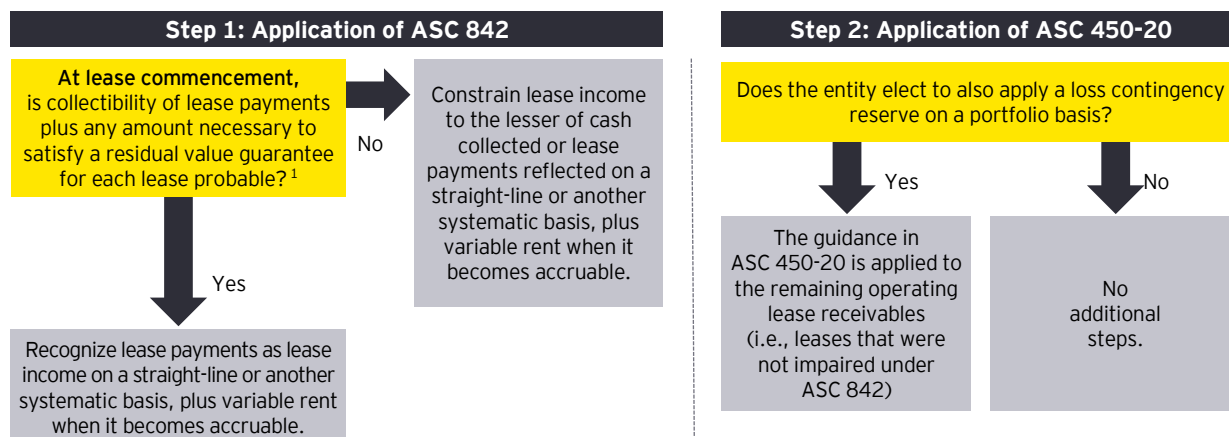 Step 1: Application of ASC 842
At lease commencement,
is collectibility of lease payments
plus any amount necessary to
satisfy a residual value guarantee
for each lease probable? 1
No
Constrain lease income
to the lesser of cash
collected or lease
payments reflected on a
straight-line or another
systematic basis, plus
variable rent when it
becomes accruable.
Yes
Recognize lease payments as lease
income on a straight-line or another
systematic basis, plus variable rent
when it becomes accruable.
Step 2: Application of ASC 450-20
Does the entity elect to also apply a loss contingency
reserve on a portfolio basis?
Yes
No
The guidance in
ASC 450-20 is applied to
the remaining operating
lease receivables
(i.e., leases that were
not impaired under
ASC 842)
No
additional
steps.